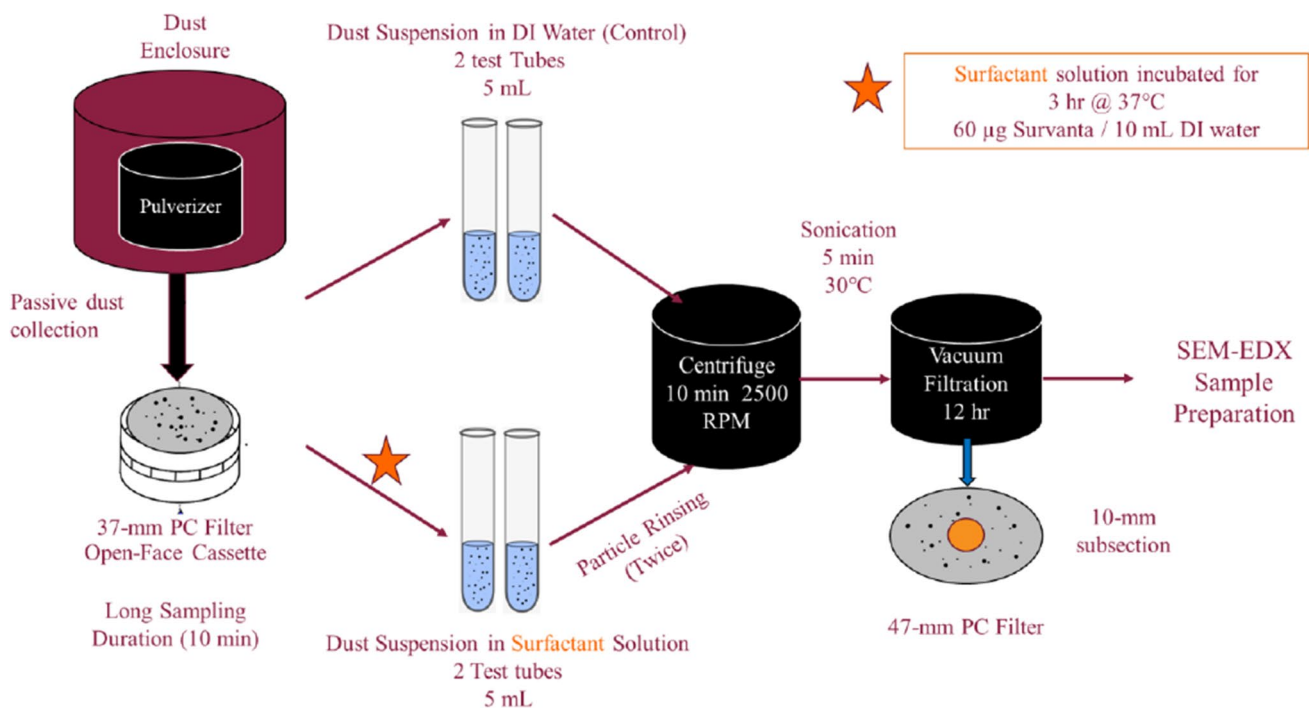 Dust
Enclosure
Pulverizer
Passive dust
collection
37-mm PC Filter
Open-Face Cassette
Long Sampling
Duration (10 min)
Dust Suspension in DI Water (Control)
2 test Tubes
5 mL
Dust Suspension in Surfactant Solution
2 Test tubes
5 mL
Particle Rinsing
(Twice)
Centrifuge
10 min 2500
RPM
Sonication
5 min
30°C
Surfactant solution incubated for
3 hr @ 37°C
60 µg Survanta / 10 mL DI water
Vacuum
Filtration
12 hr
10-mm
subsection
47-mm PC Filter
SEM-EDX
Sample
Preparation